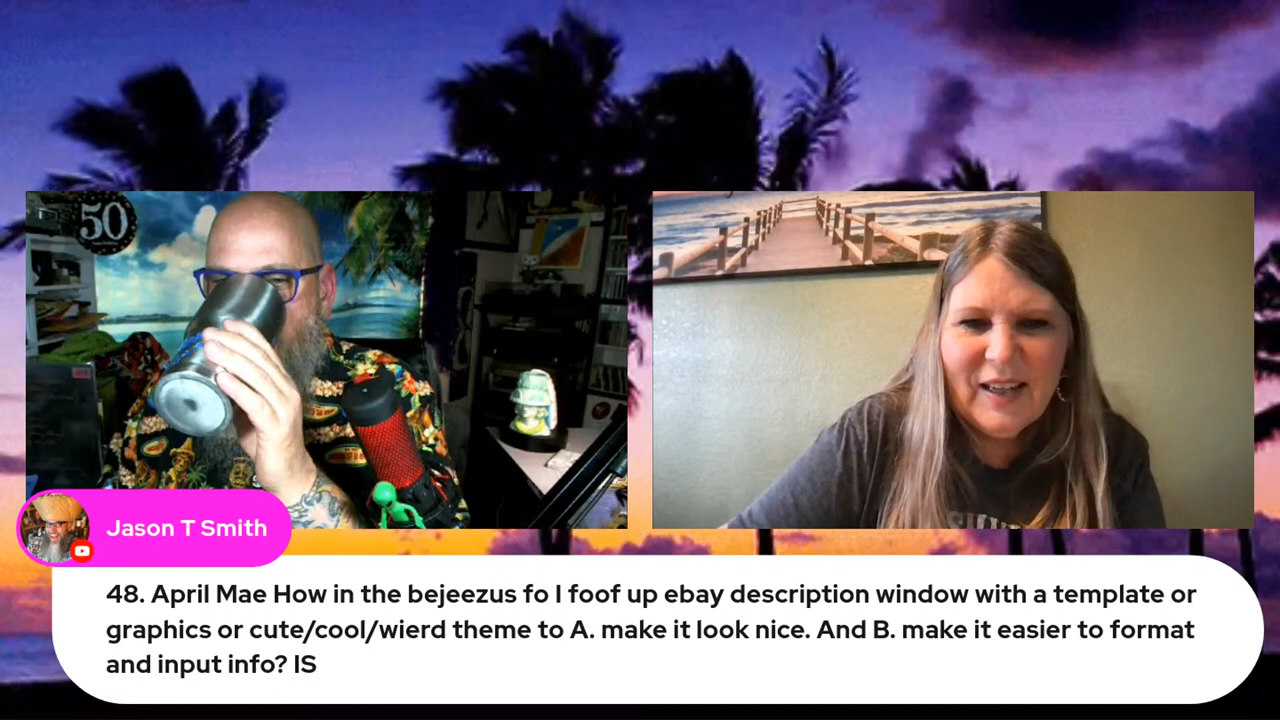 50
Jason T Smith
48. April Mae How in the bejeezus fo I foof up ebay description window with a template or
graphics or cute/cool/wierd theme to A. make it look nice. And B. make it easier to format
and input info? IS